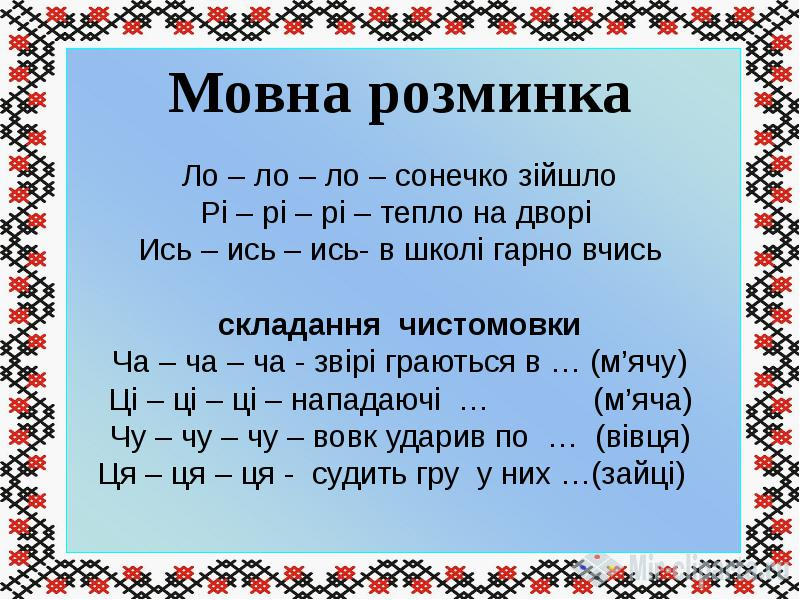 Мовна розминка
Ло – ло – ло – сонечко зійшло
Рі – рі – рі – тепло на дворі
Ись – ись – ись- в школі гарно вчись
складання чистомовки
Ча – ча – ча - звірі граються в … (м’ячу)
Ці – ці – ці – нападаючі … (м’яча)
Чу – чу – чу – вовк ударив по … (вівця)
Ця – ця – ця - судить гру у них …(зайці)